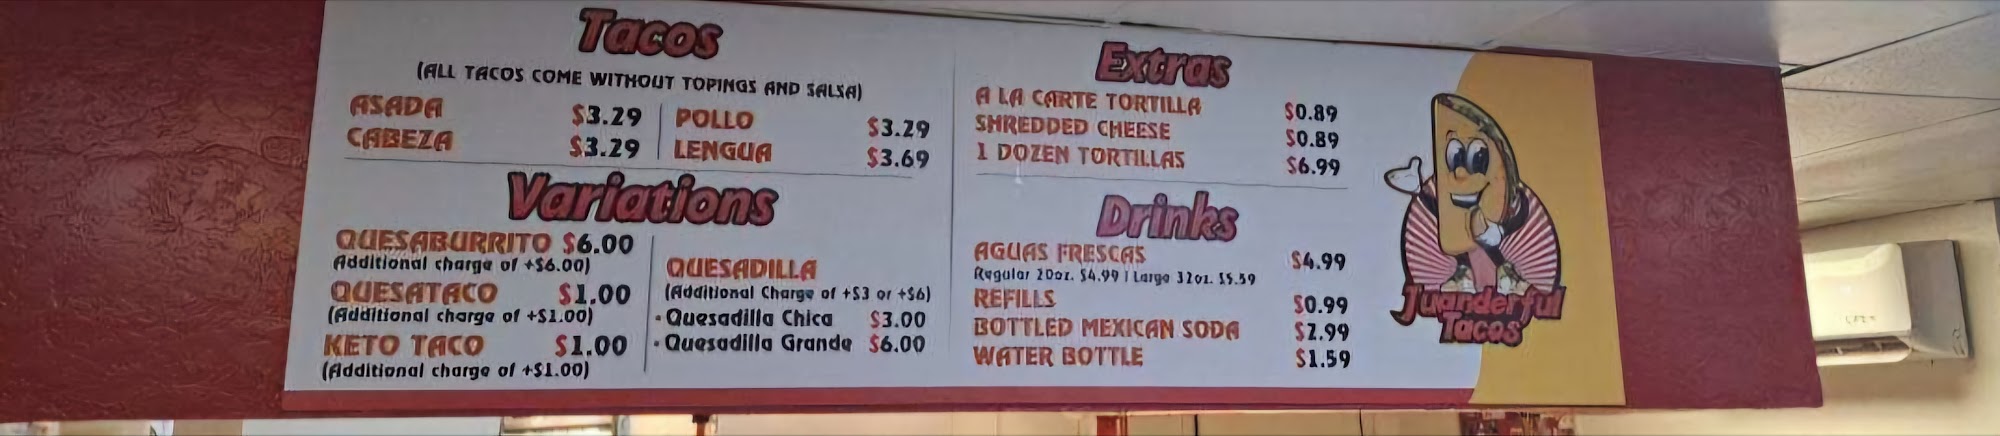 Tacos
(ALL TACOS COME WITHOUT TOPINGS AND SALSA)
ASADA $3.29
CABEZA $3.29
POLLO $3.29
LENGUA $3.69
Variations
QUESABURRITO $6.00
Additional charge of +$6.00)
QUESATACO $1.00
(Additional charge of +$1.00)
KETO TACO $1.00
(Additional charge of +$1.00)
QUESADILLA
(Additional Charge of +$3 or +$6)
• Quesadilla Chica $3.00
• Quesadilla Grande $6.00
Extras
A LA CARTE TORTILLA $0.89
SHREDDED CHEESE $0.89
1 DOZEN TORTILLAS $6.99
Drinks
AGUAS FRESCAS $4.99
Regular 20oz. $4.99 | Large 32oz. $5.59
REFILLS $0.99
BOTTLED MEXICAN SODA $2.99
WATER BOTTLE $1.59
Juanderful
Tacos